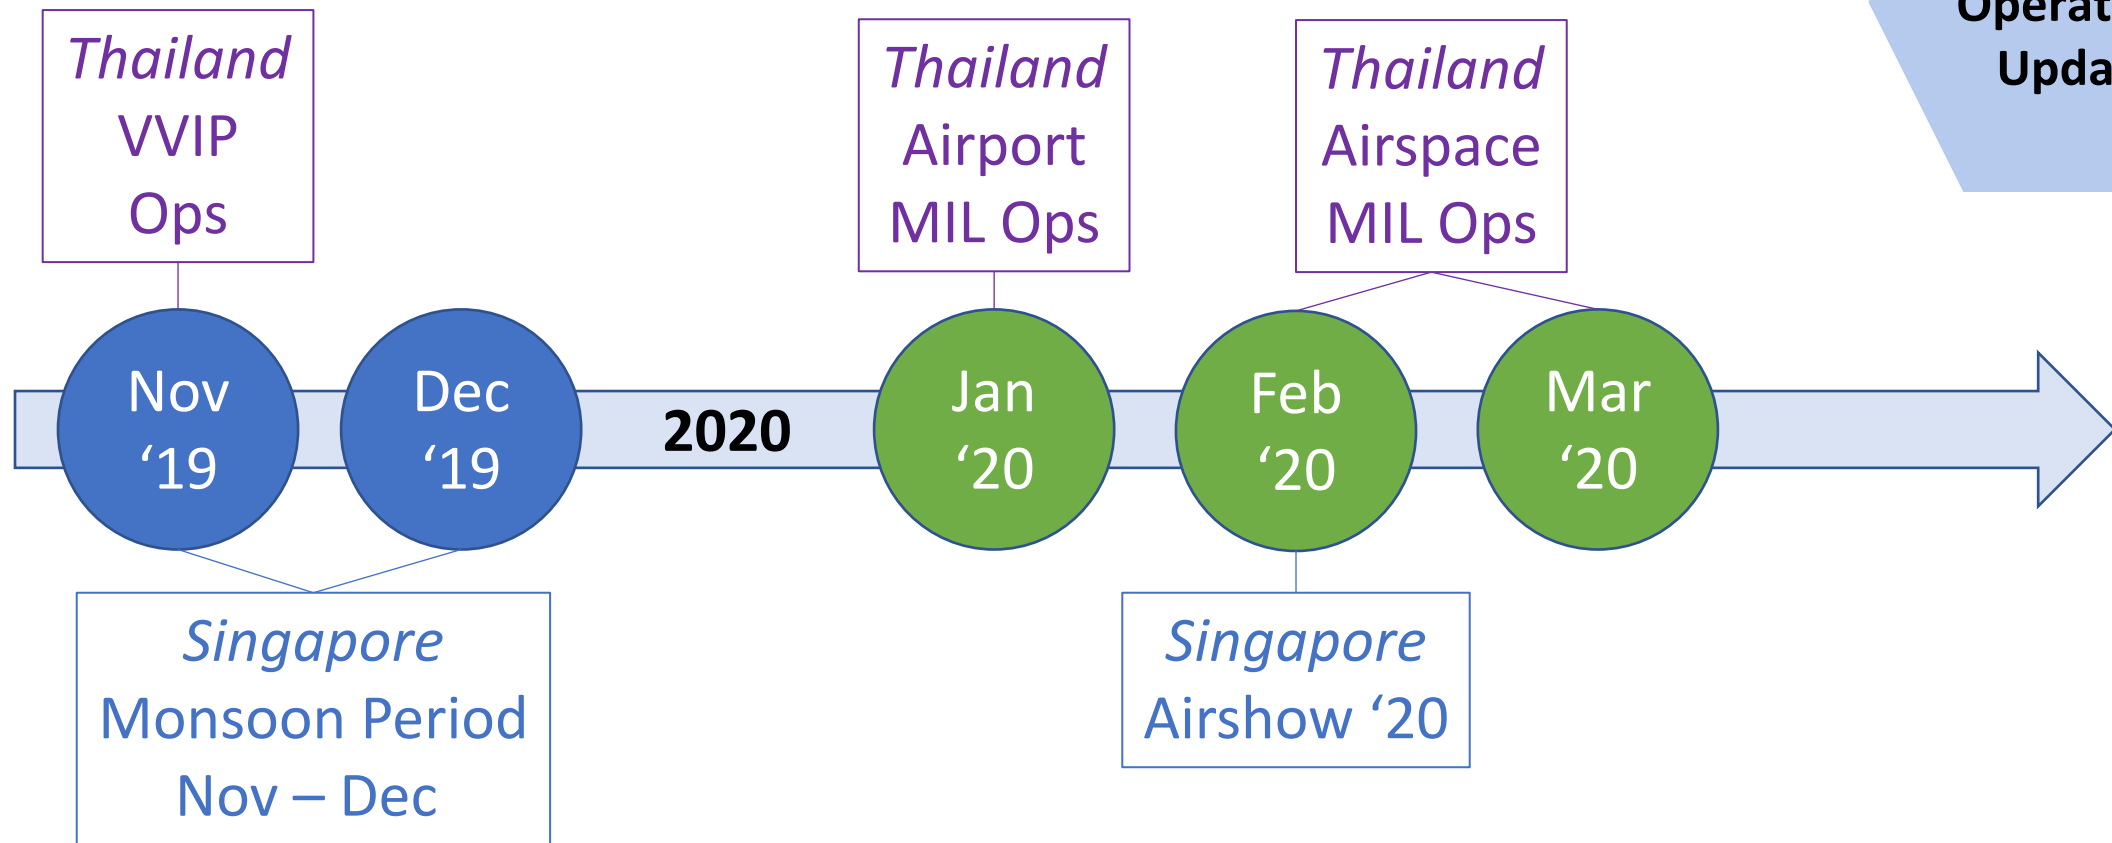 Thailand
VVIP
Ops
Thailand
Airport
MIL Ops
Thailand
Airspace
MIL Ops
Nov
‘19
Dec
‘19
2020
Jan
‘20
Feb
‘20
Mar
‘20
Singapore
Monsoon Period
Nov – Dec
Singapore
Airshow ‘20